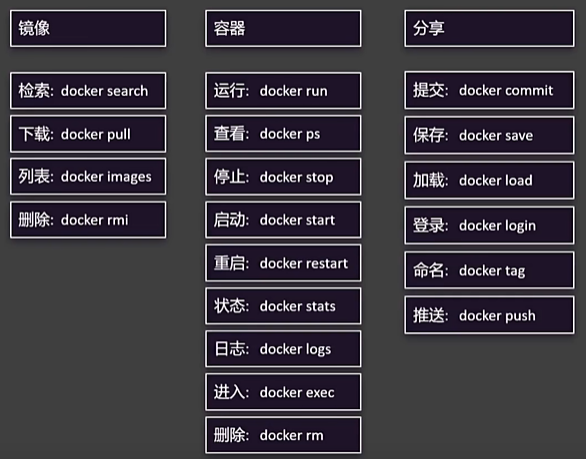 镜像
检索: docker search
下载: docker pull
列表: docker images
删除: docker rmi
容器
运行: docker run
查看: docker ps
停止: docker stop
启动: docker start
重启: docker restart
状态: docker stats
日志: docker logs
进入: docker exec
删除: docker rm
分享
提交: docker commit
保存: docker save
加载: docker load
登录: docker login
命名: docker tag
推送: docker push